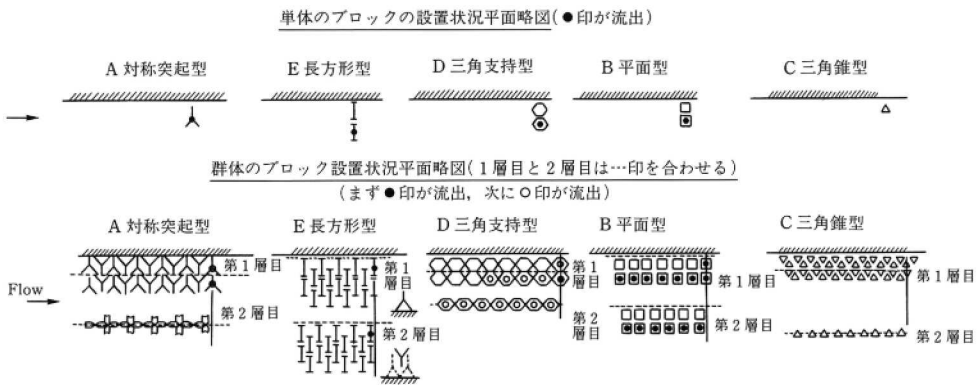 単体のブロックの設置状況平面略図(●印が流出)
A 対称突起型 E 長方形型 D 三角支持型 B 平面型 C 三角錐型
群体のブロック設置状況平面略図(1層目と2層目は…印を合わせる)
(まず●印が流出，次に○印が流出)
A 対称突起型 E 長方形型 D 三角支持型 B 平面型 C 三角錐型
第1層目 第1層目 第1層目 第1層目 第1層目
Flow
第2層目 第2層目 第2層目 第2層目 第2層目